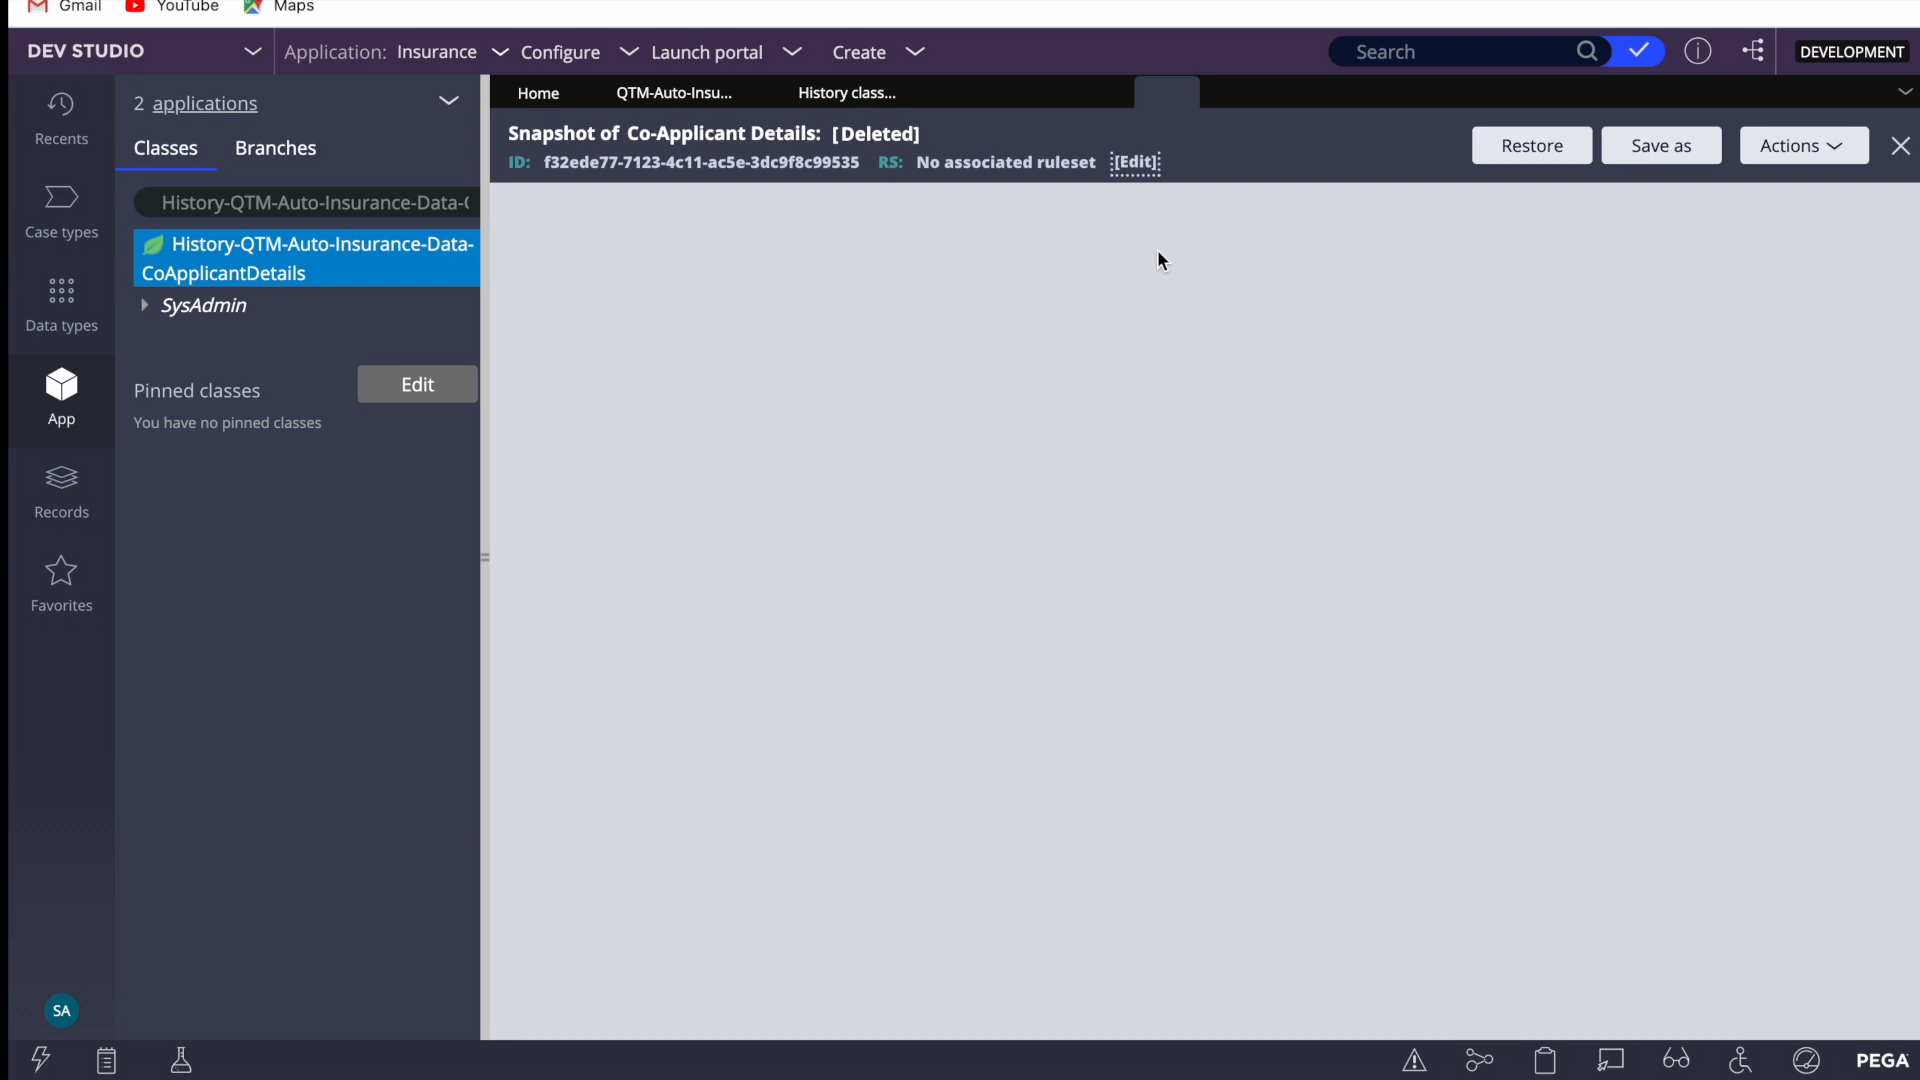 Gmail YouTube Maps
DEV STUDIO Application: Insurance Configure Launch portal Create Search DEVELOPMENT
Home QTM-Auto-Insu... History class...
Recents
Case types
Data types
App
Records
Favorites
SA
2 applications
Classes Branches
History-QTM-Auto-Insurance-Data-
History-QTM-Auto-Insurance-Data-
CoApplicantDetails
SysAdmin
Pinned classes Edit
You have no pinned classes
Snapshot of Co-Applicant Details: [Deleted]
ID: f32ede77-7123-4c11-ac5e-3dc9f8c99535 RS: No associated ruleset [Edit]
Restore Save as Actions
PEGA